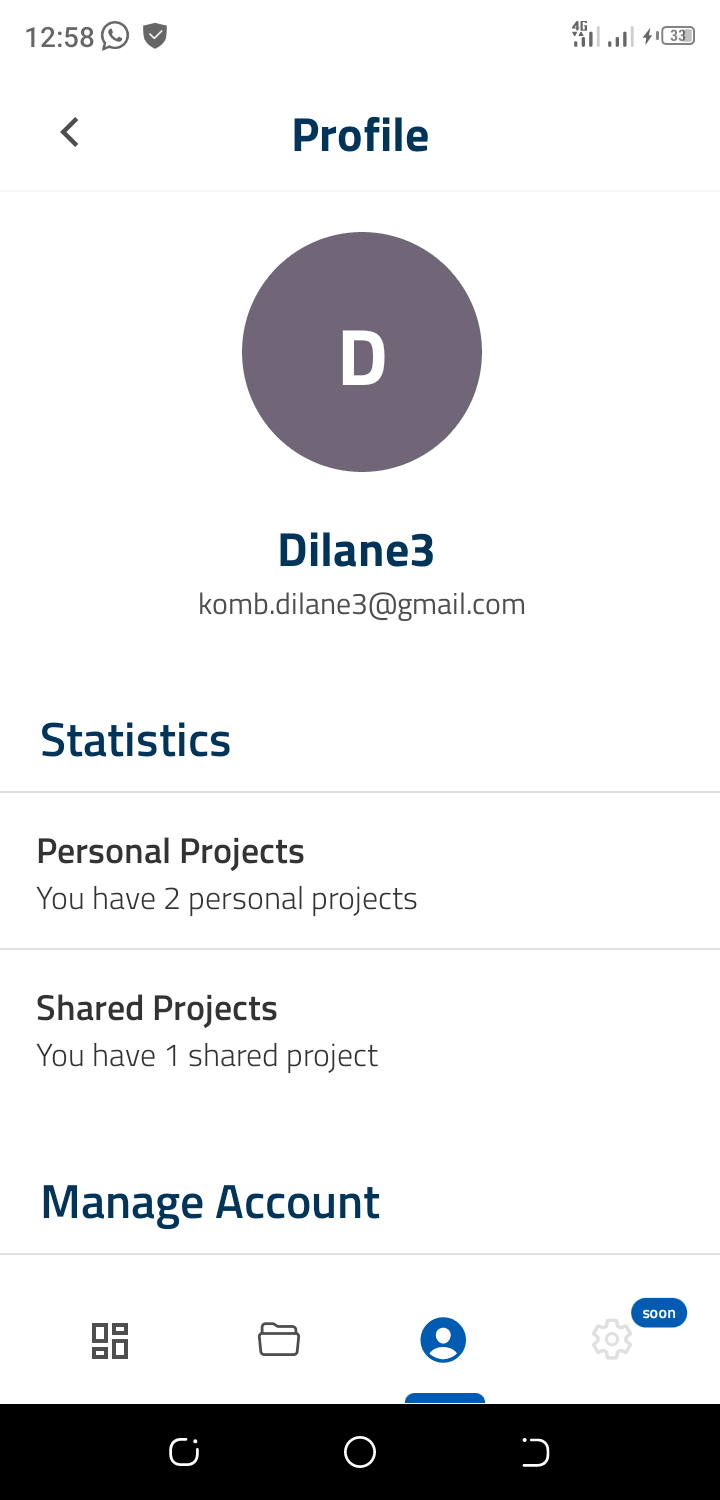 12:58
4G
33
Profile
D
Dilane3
komb.dilane3@gmail.com
Statistics
Personal Projects
You have 2 personal projects
Shared Projects
You have 1 shared project
Manage Account
soon